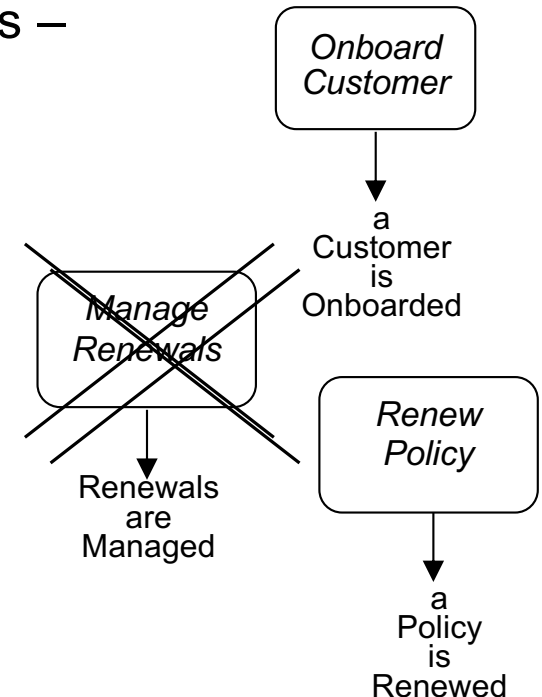 s –
Onboard
Customer
a
Customer
is
Onboarded
Manage
Renewals
Renewals
are
Managed
Renew
Policy
a
Policy
is
Renewed